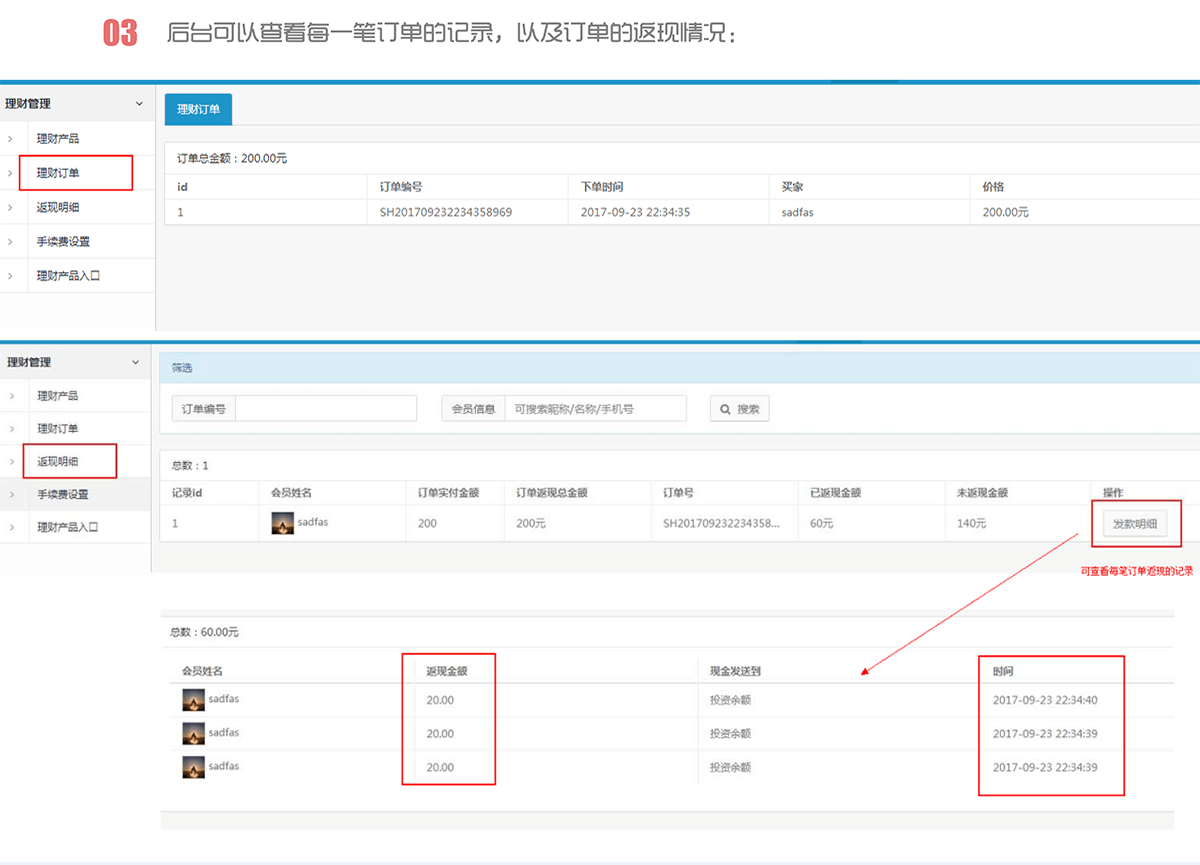 03 后台可以查看每一笔订单的记录，以及订单的返现情况：
理财管理
理财产品
理财订单
返现明细
手续费设置
理财产品入口
理财订单
订单总金额：200.00元
id 订单编号 下单时间 买家 价格
1 SH201709232234358969 2017-09-23 22:34:35 sadfas 200.00元
理财管理
理财产品
理财订单
返现明细
手续费设置
理财产品入口
筛选
订单编号 会员信息 可搜索昵称/名称/手机号 搜索
总数：1
记录id 会员姓名 订单实付金额 订单返现总金额 订单号 已返现金额 未返现金额 操作
1 sadfas 200 200元 SH201709232234358... 60元 140元 发款明细
可查看每笔订单返现的记录
总数：60.00元
会员姓名 返现金额 现金发送到 时间
sadfas 20.00 投资余额 2017-09-23 22:34:40
sadfas 20.00 投资余额 2017-09-23 22:34:39
sadfas 20.00 投资余额 2017-09-23 22:34:39